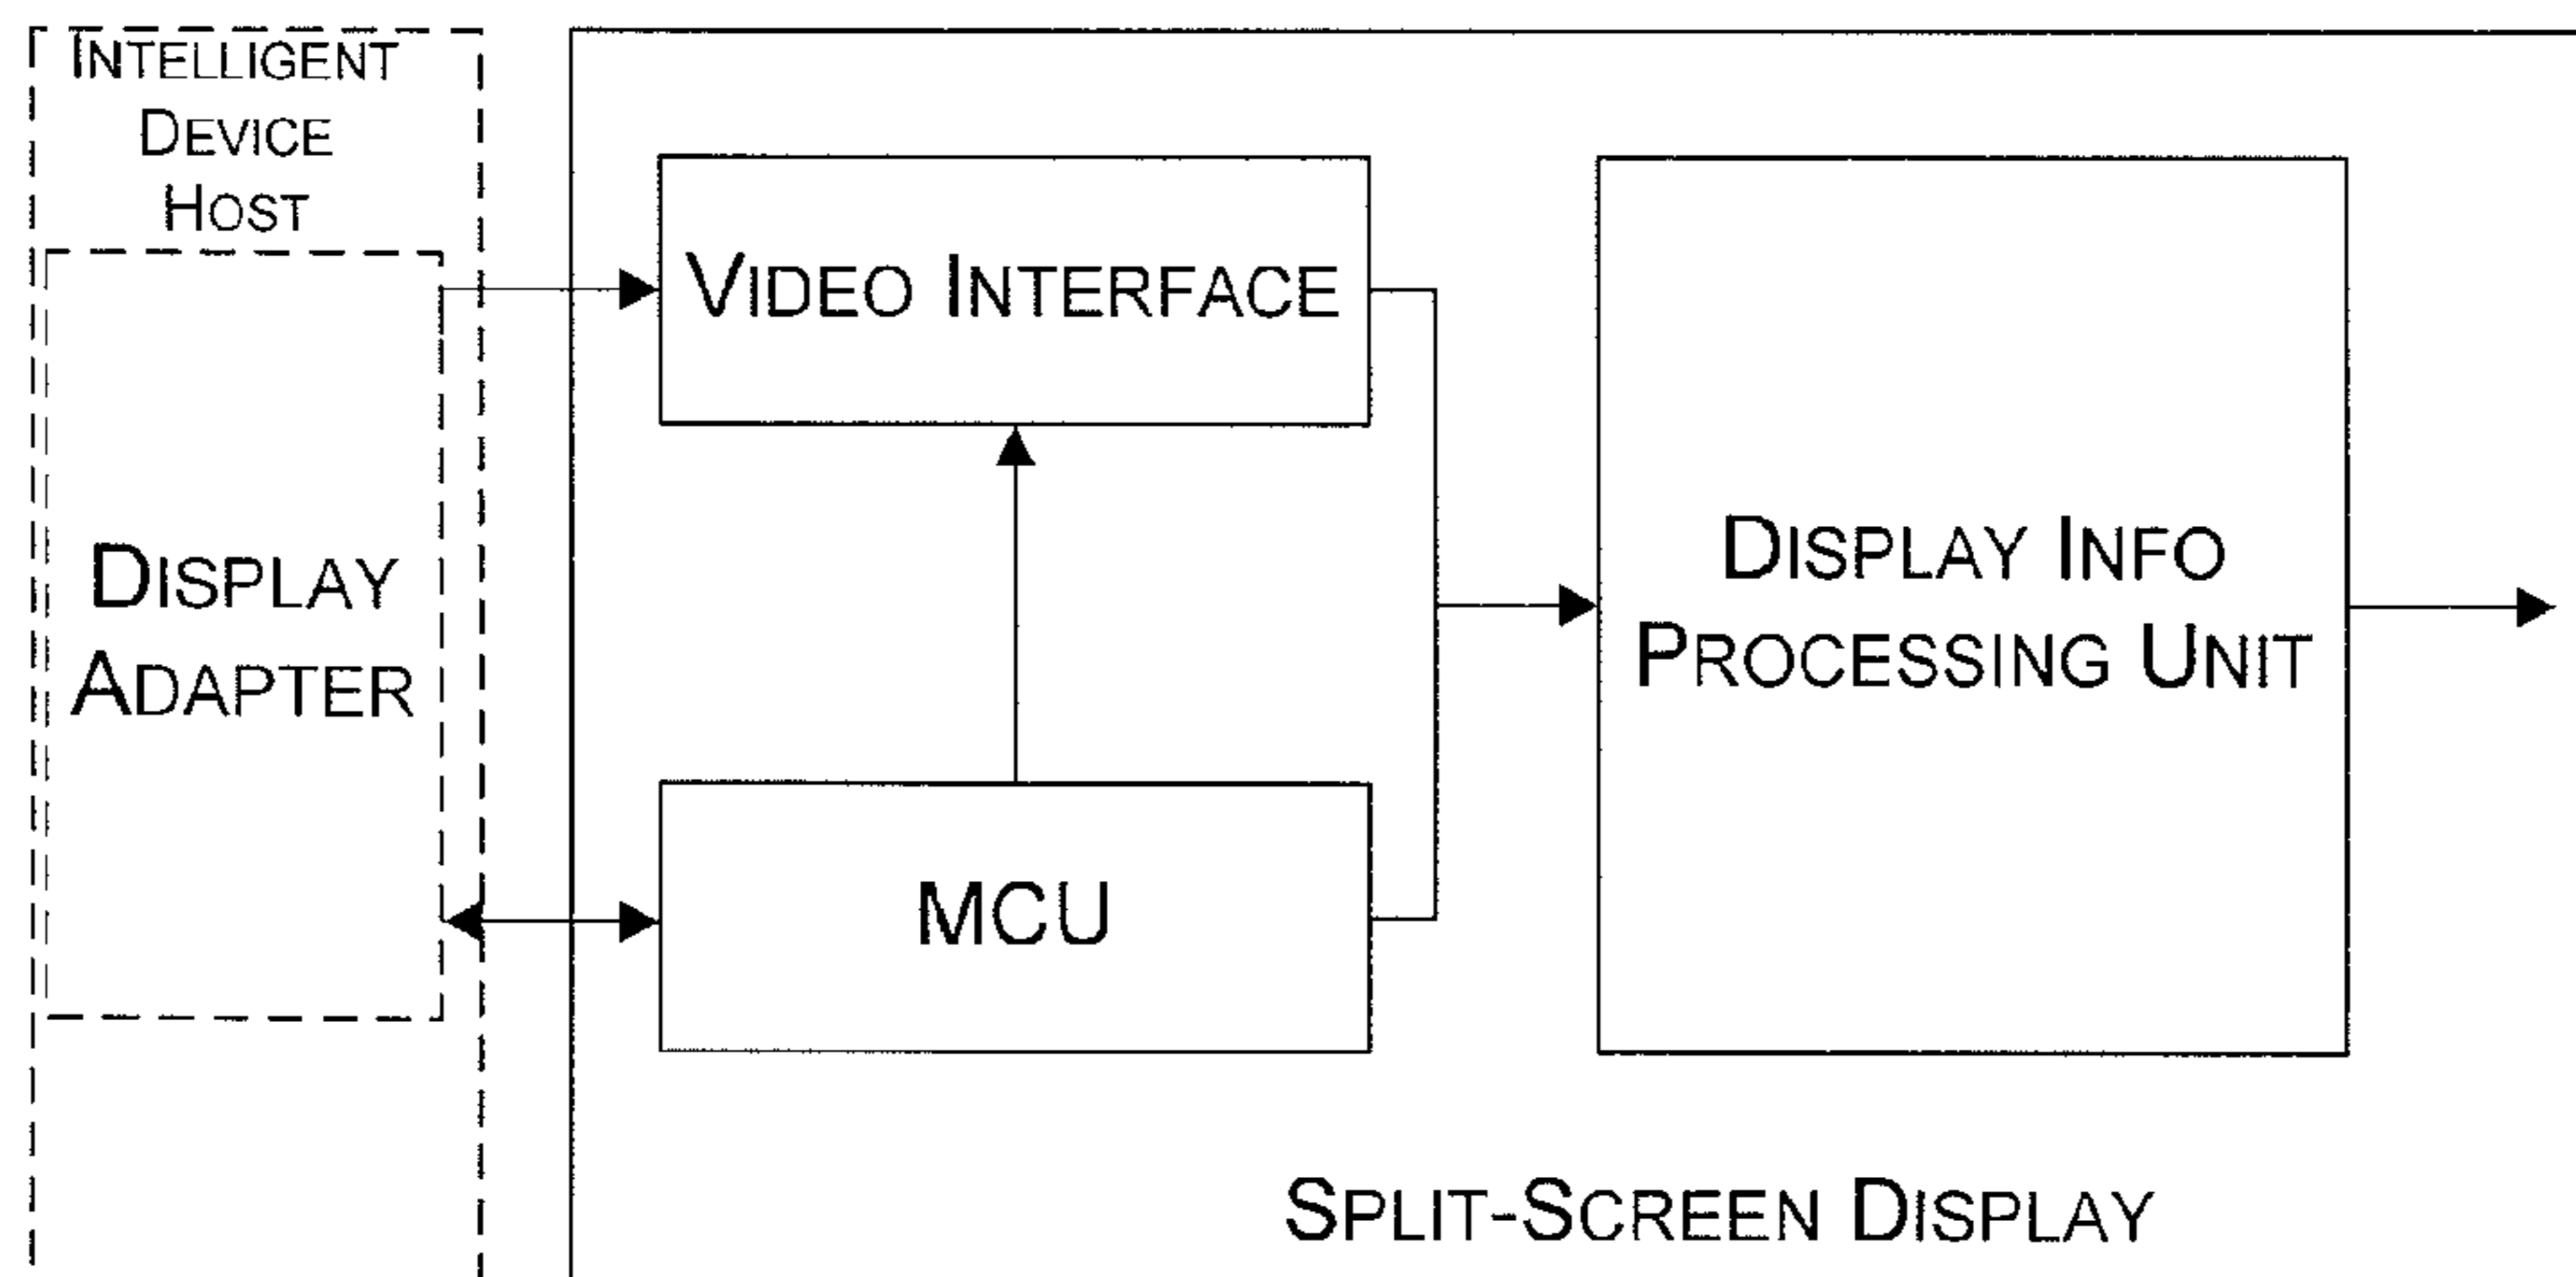 INTELLIGENT
DEVICE
HOST
DISPLAY
ADAPTER
VIDEO INTERFACE
MCU
DISPLAY INFO
PROCESSING UNIT
SPLIT-SCREEN DISPLAY